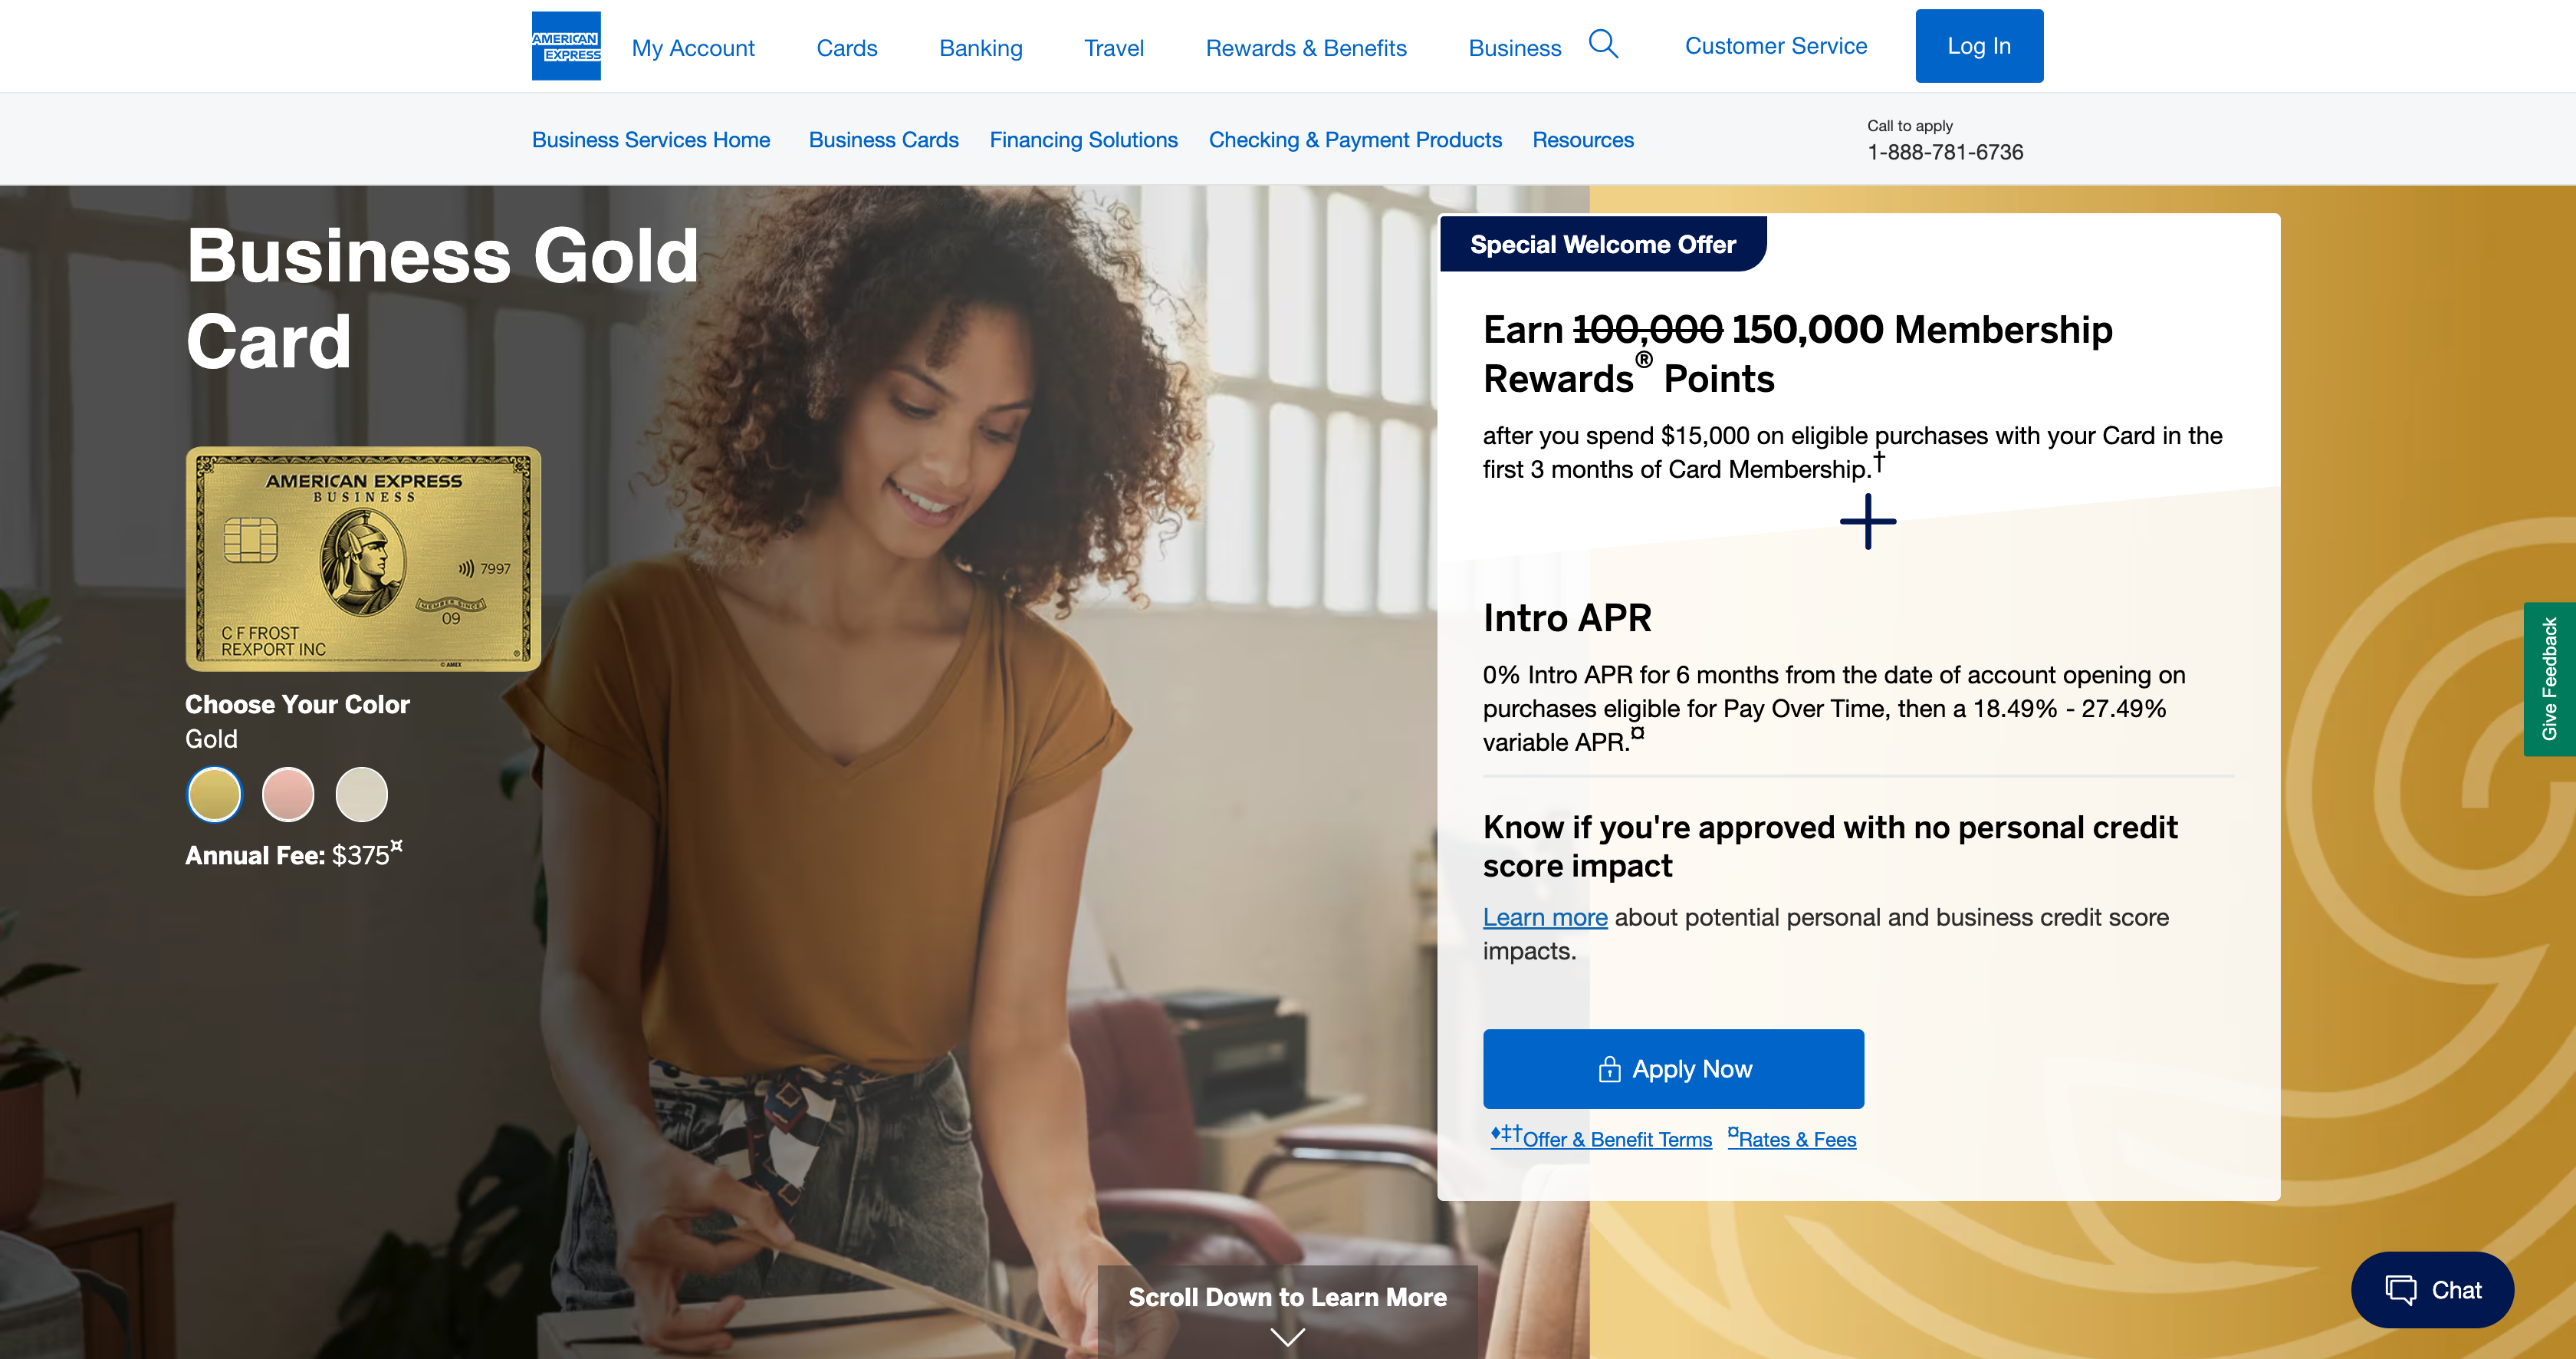 AMERICAN
EXPRESS
My Account
Cards
Banking
Travel
Rewards & Benefits
Business
Customer Service
Log In
Business Services Home
Business Cards
Financing Solutions
Checking & Payment Products
Resources
Call to apply
1-888-781-6736
Business Gold
Card
AMERICAN EXPRESS
BUSINESS
7997
MEMBER SINCE
09
C F FROST
REXPORT INC
®
© AMEX
Choose Your Color
Gold
Annual Fee: $375¤
Special Welcome Offer
Earn 100,000 150,000 Membership
Rewards® Points
after you spend $15,000 on eligible purchases with your Card in the
first 3 months of Card Membership.†
+
Intro APR
0% Intro APR for 6 months from the date of account opening on
purchases eligible for Pay Over Time, then a 18.49% - 27.49%
variable APR.¤
Know if you're approved with no personal credit
score impact
Learn more about potential personal and business credit score
impacts.
Apply Now
♦‡†Offer & Benefit Terms
¤Rates & Fees
Scroll Down to Learn More
Give Feedback
Chat